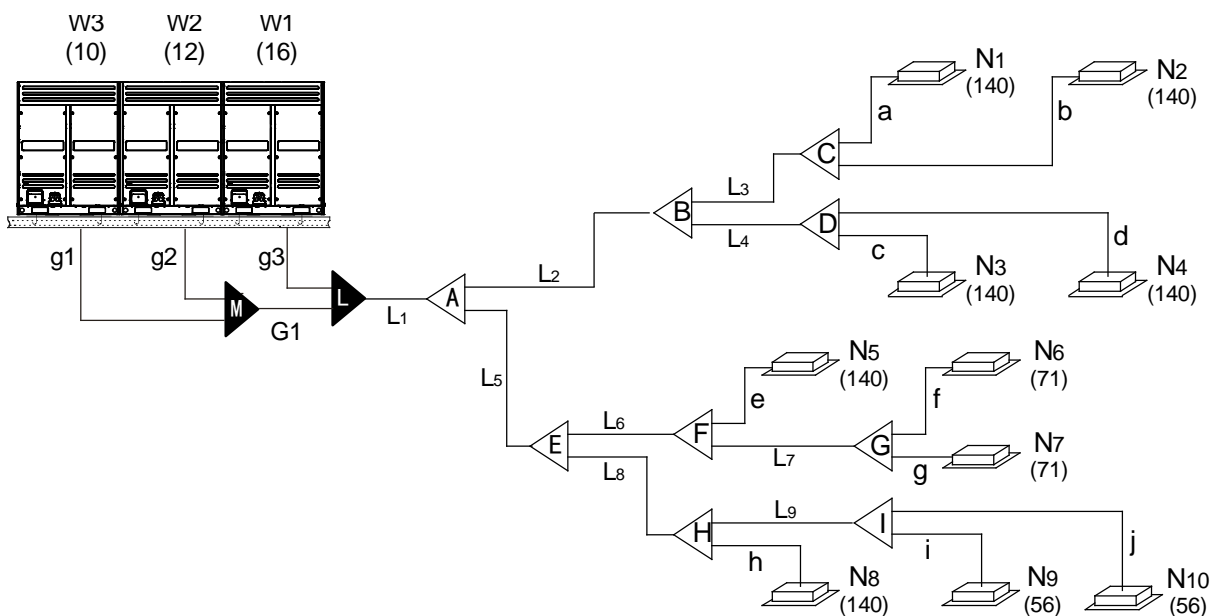 W3 W2 W1
(10) (12) (16)
N1 N2
(140) (140)
a b
C
L3
B D
L4 c d
N3 N4
(140) (140)
g1 g2 g3
M L A
G1 L1
L2
N5 N6
(140) (71)
L5 e f
L6 F G
E L7 g N7
(71)
L8
L9 I
H i j
h
N8 N9 N10
(140) (56) (56)